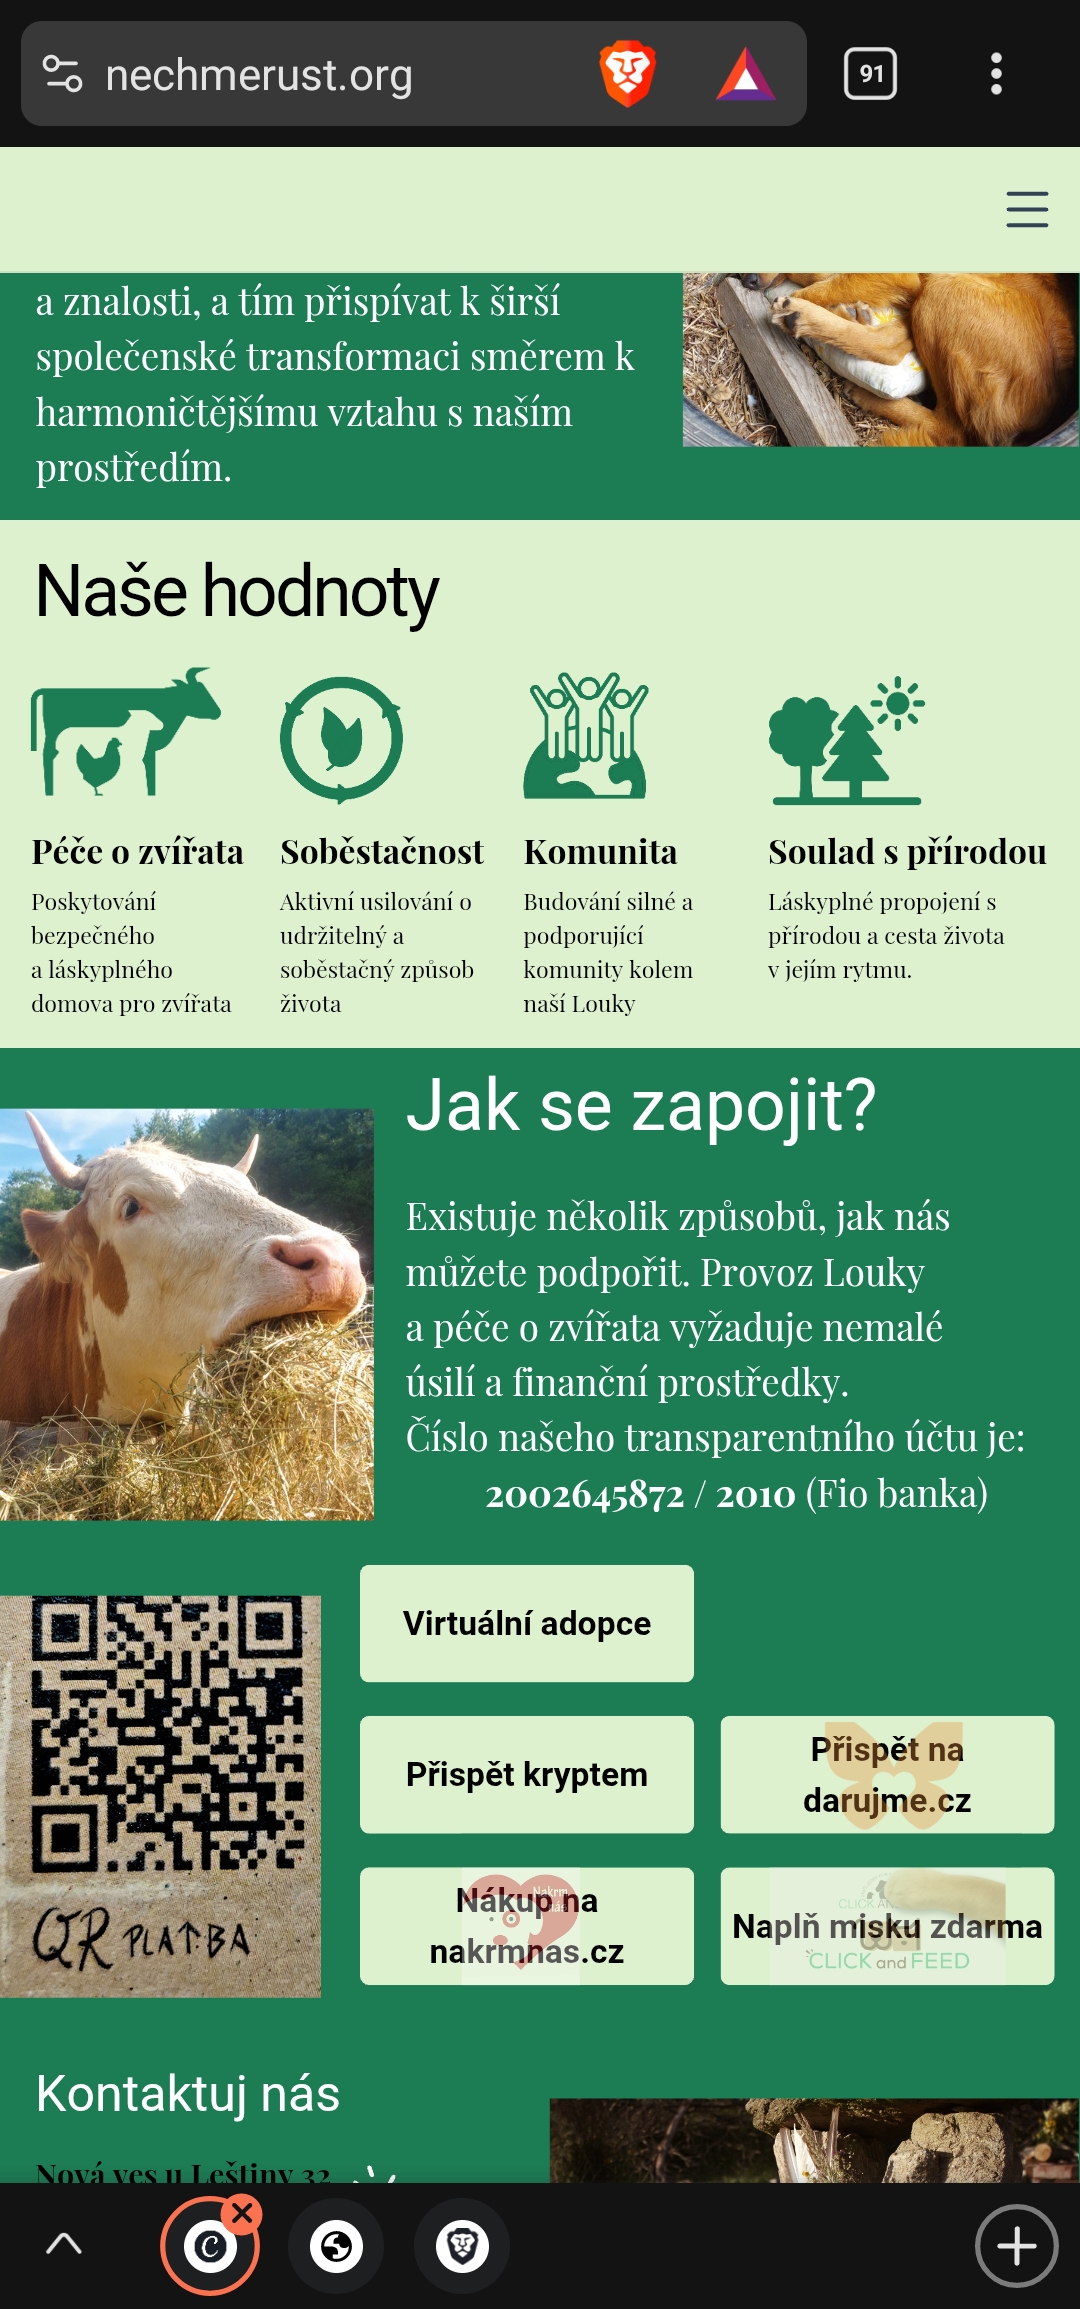 nechmerust.org
91
a znalosti, a tím přispívat k širší
společenské transformaci směrem k
harmoničtějšímu vztahu s naším
prostředím.
Naše hodnoty
Péče o zvířata
Poskytování
bezpečného
a láskyplného
domova pro zvířata
Soběstačnost
Aktivní usilování o
udržitelný a
soběstačný způsob
života
Komunita
Budování silné a
podporující
komunity kolem
naší Louky
Soulad s přírodou
Láskyplné propojení s
přírodou a cesta života
v jejím rytmu.
Jak se zapojit?
Existuje několik způsobů, jak nás
můžete podpořit. Provoz Louky
a péče o zvířata vyžaduje nemalé
úsilí a finanční prostředky.
Číslo našeho transparentního účtu je:
2002645872 / 2010 (Fio banka)
QR PLATBA
Virtuální adopce
Přispět kryptem
Přispět na
darujme.cz
Nákup na
nakrmnas.cz
Nakrm
nás
Naplň misku zdarma
CLICK and FEED
Kontaktuj nás
Nová ves u Leštiny 32